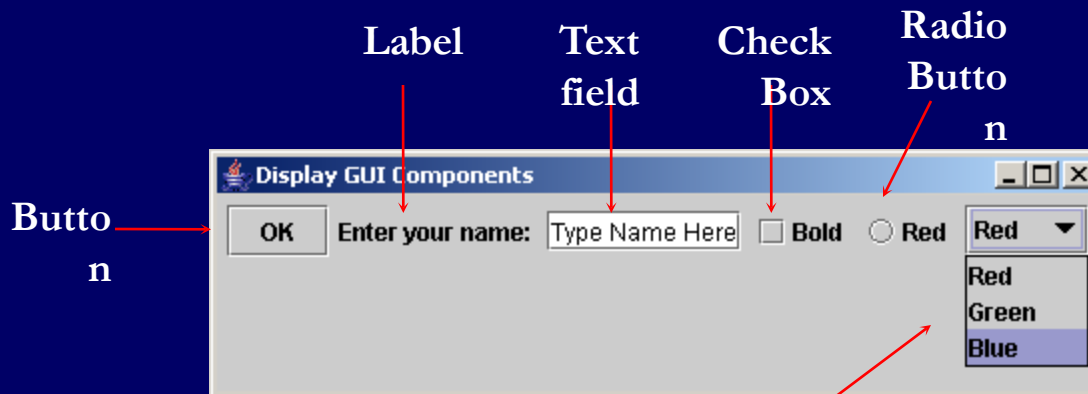 Label
Text
field
Check
Box
Radio
Butto
n
Display GUI Components
Butto
n
OK Enter your name: Type Name Here Bold Red Red
Red
Green
Blue